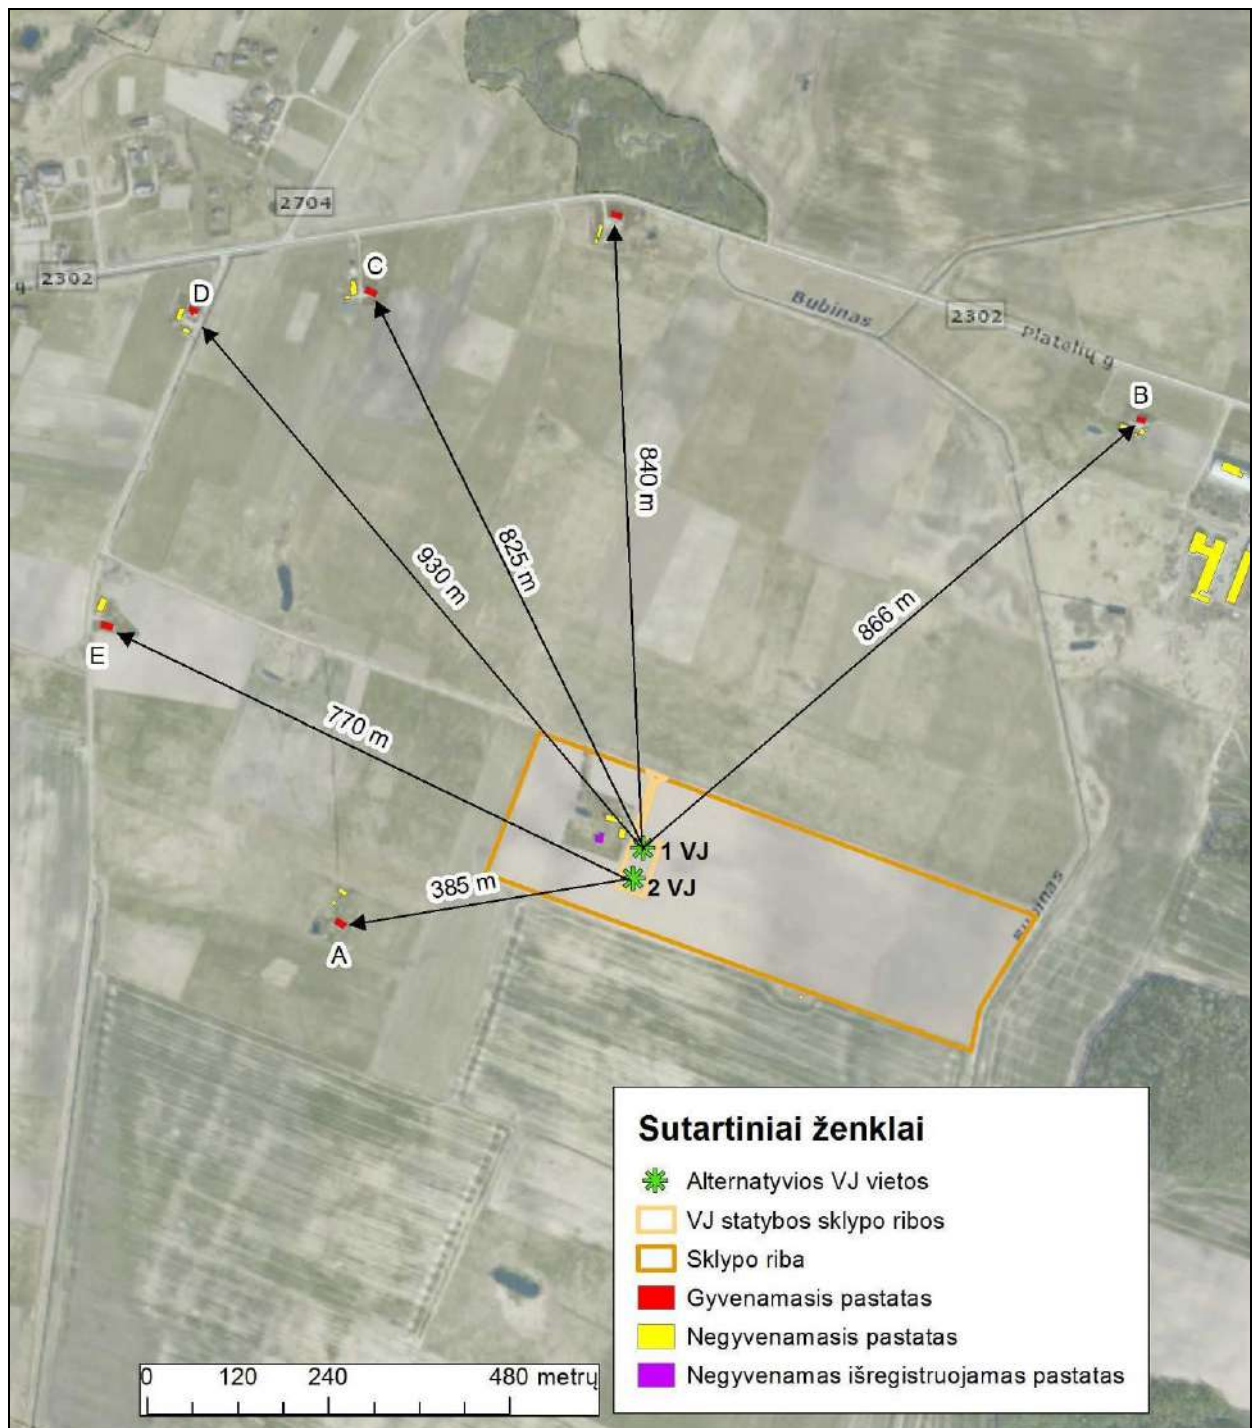 2704
2302
C
D
Bubinas
2302
Platelių g
B
840 m
825 m
930 m
866 m
E
770 m
1 VJ
2 VJ
385 m
A
Sutartiniai ženklai
Alternatyvios VJ vietos
VJ statybos sklypo ribos
Sklypo riba
Gyvenamasis pastatas
Negyvenamasis pastatas
Negyvenamas išregistruojamas pastatas
0 120 240 480 metrų